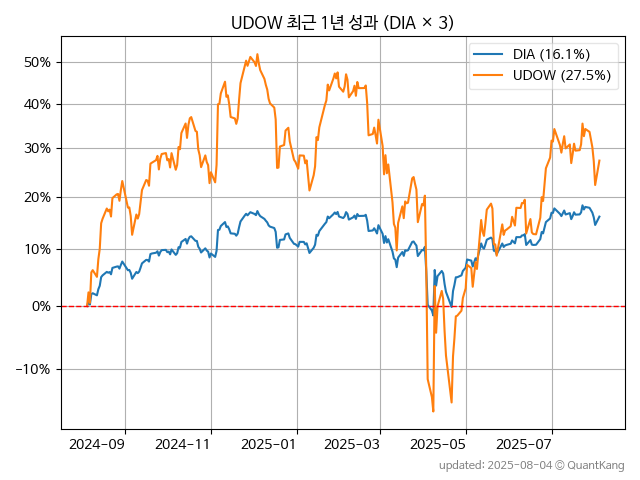 UDOW 최근 1년 성과 (DIA × 3)
DIA (16.1%)
UDOW (27.5%)
50%
40%
30%
20%
10%
0%
−10%
2024-09 2024-11 2025-01 2025-03 2025-05 2025-07
updated: 2025-08-04 © QuantKang